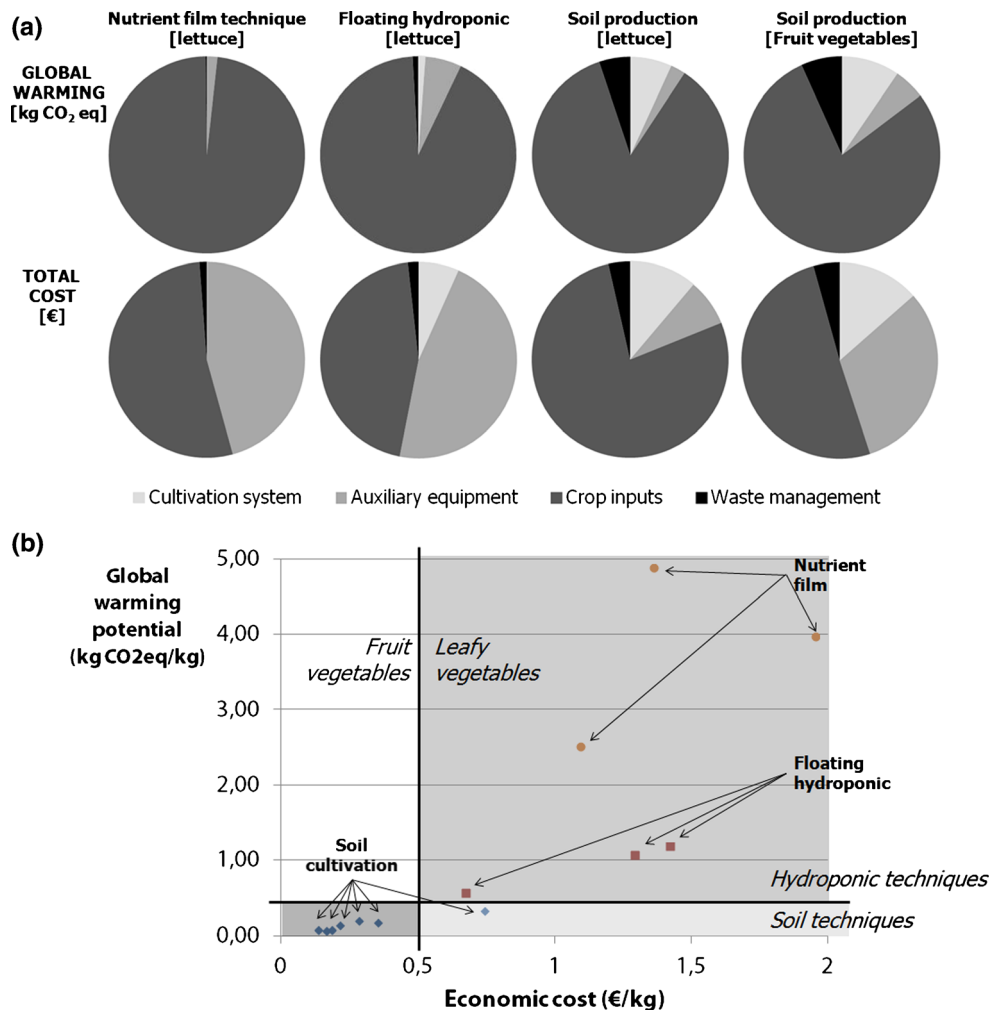 (a)
Nutrient film technique
[lettuce]
Floating hydroponic
[lettuce]
Soil production
[lettuce]
Soil production
[Fruit vegetables]
GLOBAL
WARMING
[kg CO2 eq]
TOTAL
COST
[€]
Cultivation system
Auxiliary equipment
Crop inputs
Waste management
(b)
Global
warming
potential
(kg CO2eq/kg)
5,00
4,00
3,00
2,00
1,00
0,00
Fruit
vegetables
Leafy
vegetables
Nutrient
film
Floating
hydroponic
Soil
cultivation
Hydroponic techniques
Soil techniques
0
0,5
1
1,5
2
Economic cost (€/kg)